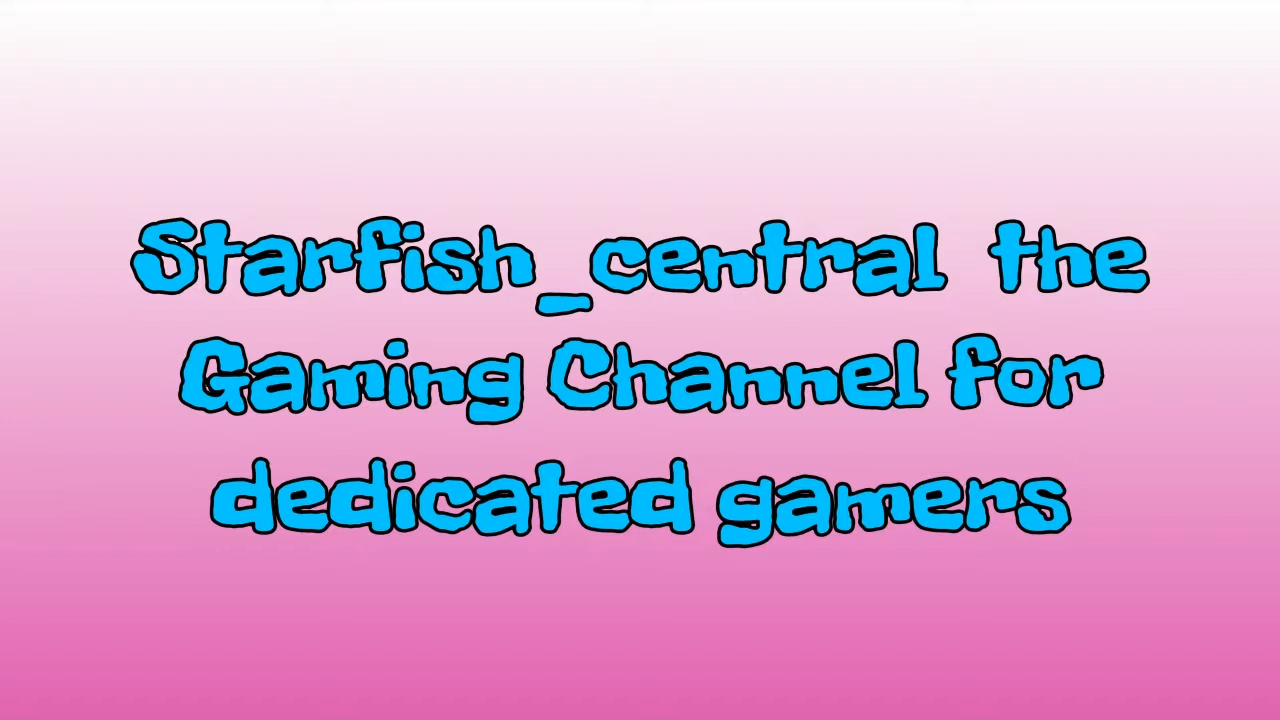 Starfish_central  the
Gaming Channel for
dedicated gamers